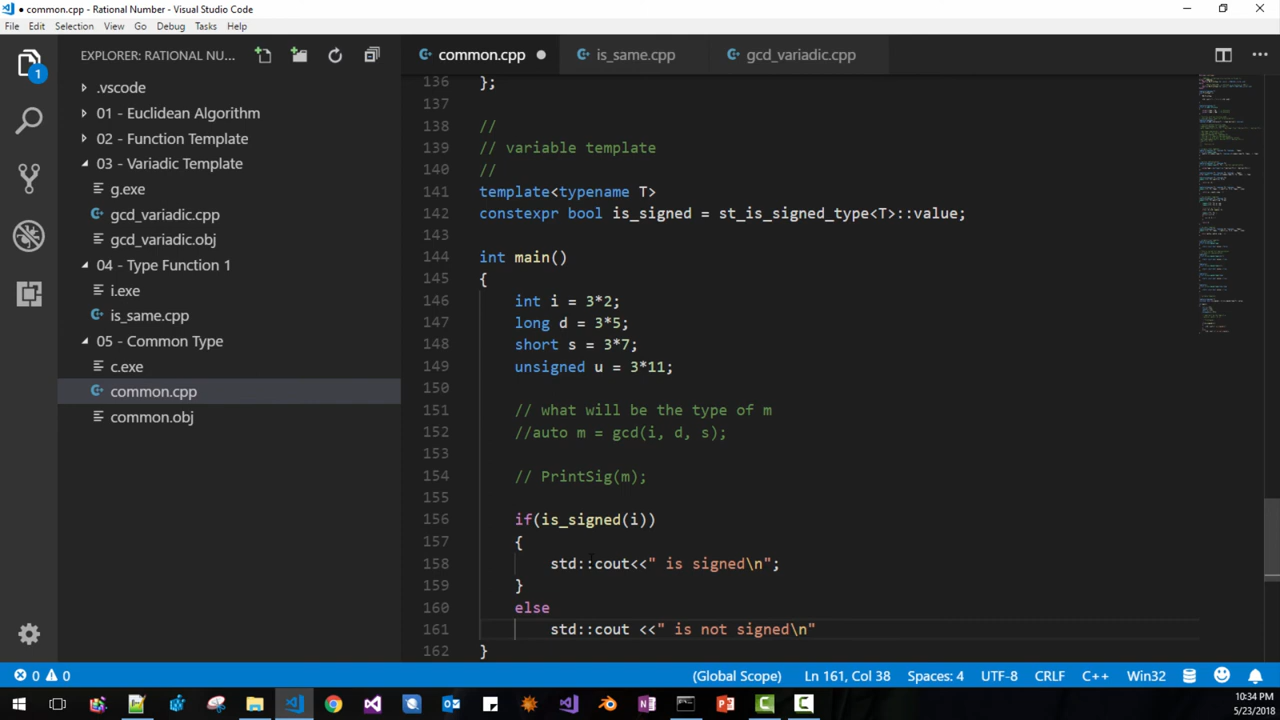 ● common.cpp - Rational Number - Visual Studio Code
File Edit Selection View Go Debug Tasks Help
EXPLORER: RATIONAL NU...
common.cpp ●
is_same.cpp
gcd_variadic.cpp
1
.vscode
01 - Euclidean Algorithm
02 - Function Template
03 - Variadic Template
g.exe
gcd_variadic.cpp
gcd_variadic.obj
04 - Type Function 1
i.exe
is_same.cpp
05 - Common Type
c.exe
common.cpp
common.obj
136 };
137
138 //
139 // variable template
140 //
141 template<typename T>
142 constexpr bool is_signed = st_is_signed_type<T>::value;
143
144 int main()
145 {
146 int i = 3*2;
147 long d = 3*5;
148 short s = 3*7;
149 unsigned u = 3*11;
150
151 // what will be the type of m
152 //auto m = gcd(i, d, s);
153
154 // PrintSig(m);
155
156 if(is_signed(i))
157 {
158 std::cout<<" is signed\n";
159 }
160 else
161 std::cout <<" is not signed\n"
162 }
0 0
(Global Scope) Ln 161, Col 38 Spaces: 4 UTF-8 CRLF C++ Win32
10:34 PM
5/23/2018